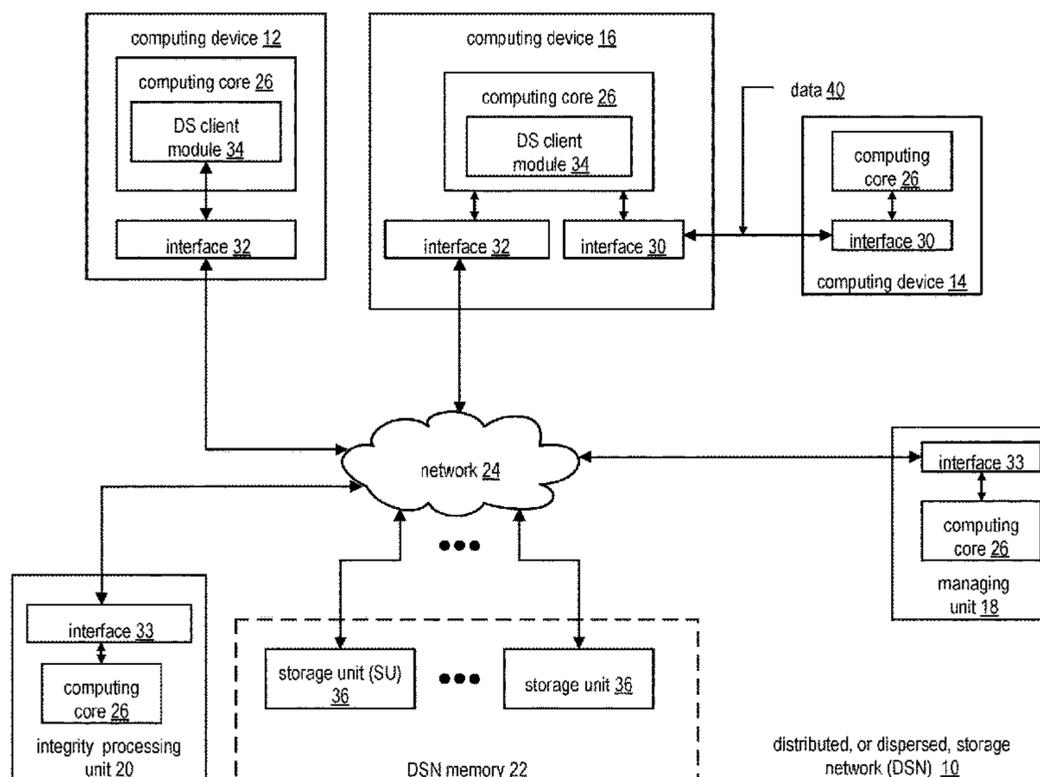 computing device 12
computing core 26
DS client
module 34
interface 32
computing device 16
computing core 26
DS client
module 34
interface 32
interface 30
data 40
computing
core 26
interface 30
computing device 14
network 24
interface 33
computing
core 26
managing
unit 18
interface 33
computing
core 26
integrity processing
unit 20
storage unit (SU)
36
storage unit 36
DSN memory 22
distributed, or dispersed, storage
network (DSN) 10